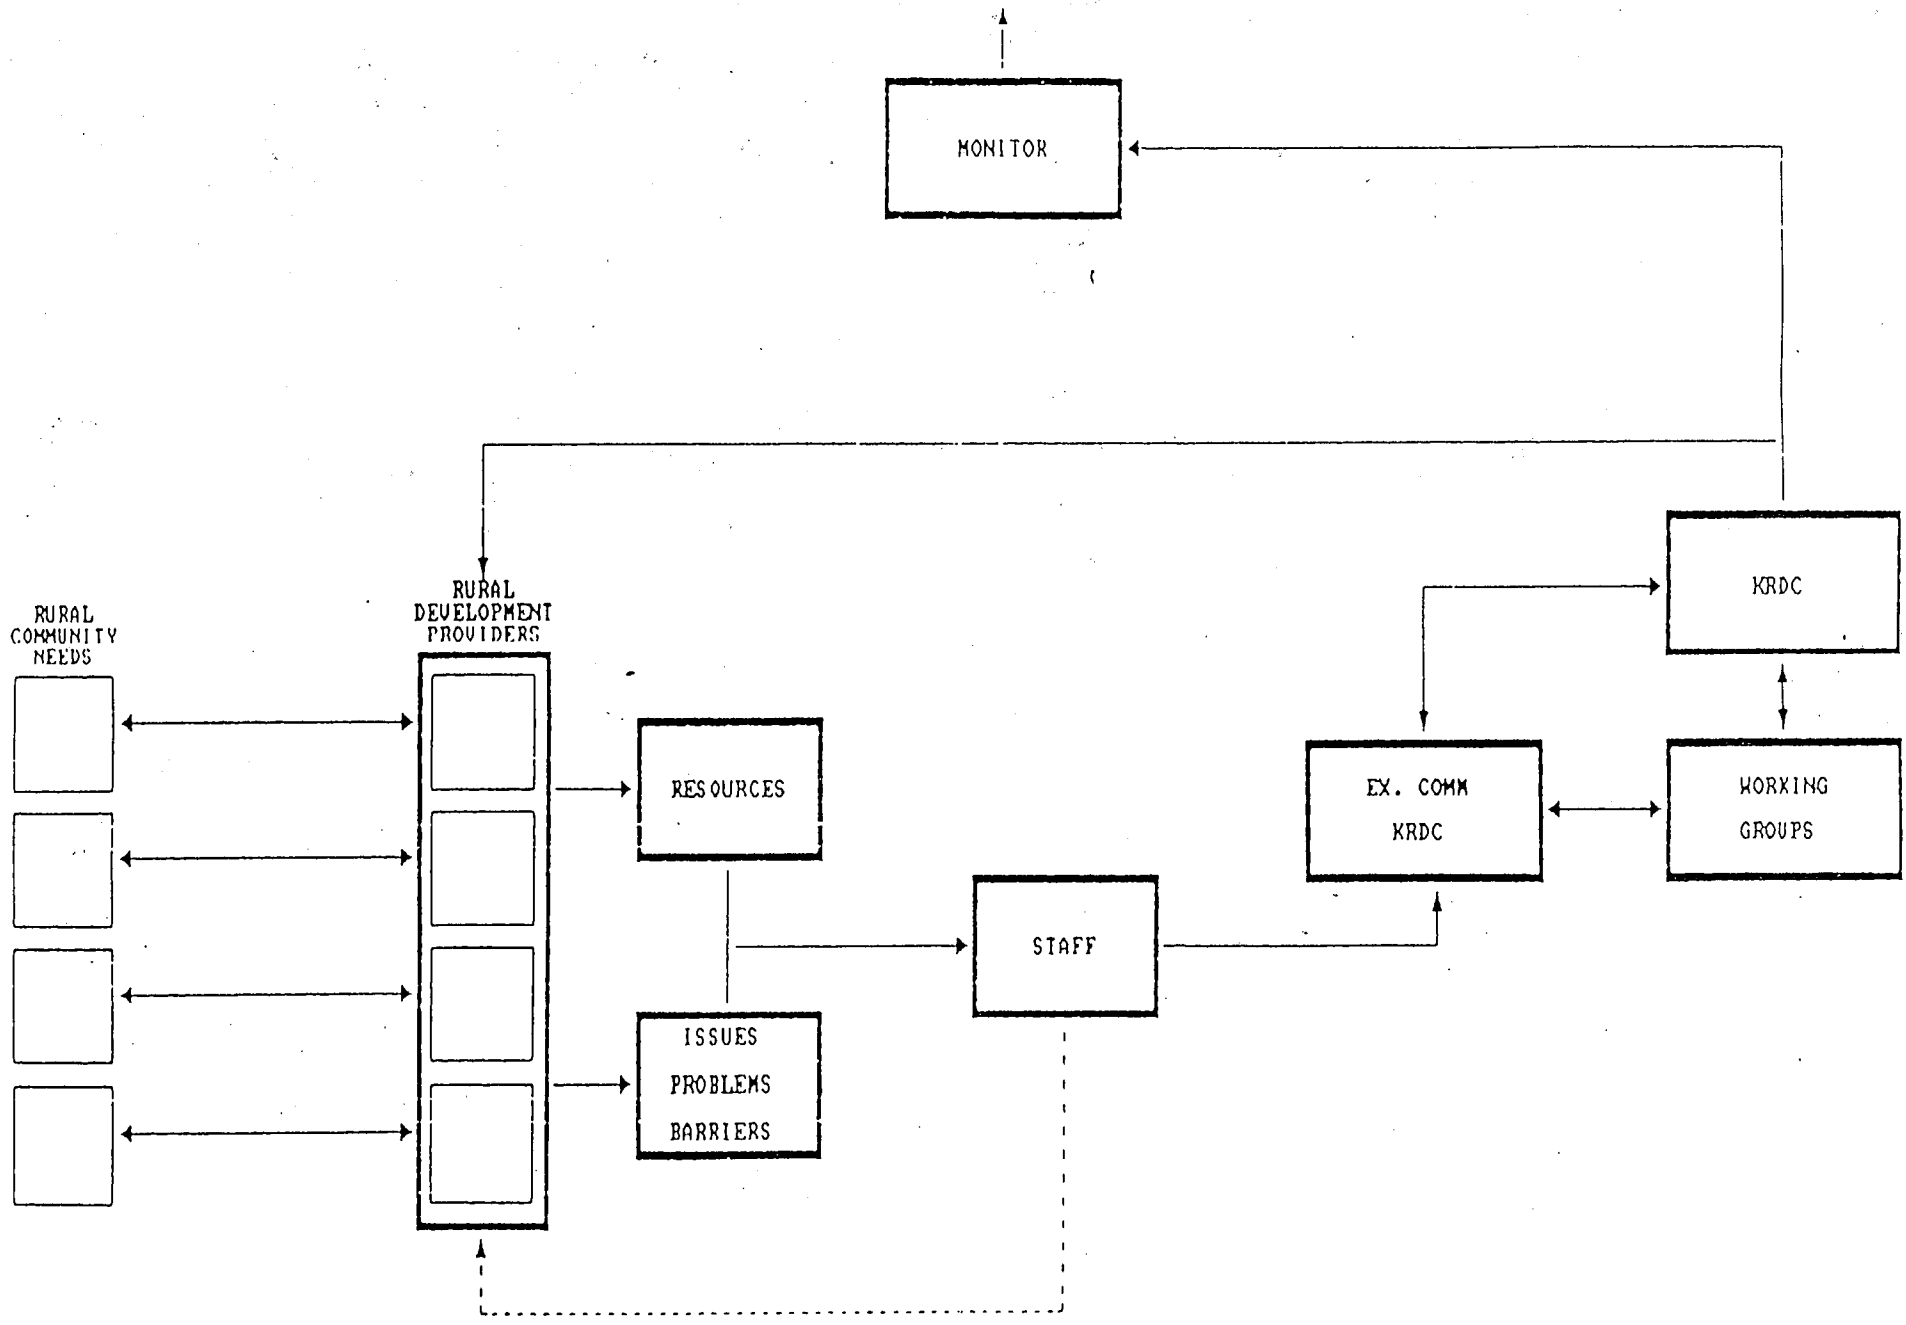 MONITOR
RURAL
DEVELOPMENT
PROVIDERS
RURAL
COMMUNITY
NEEDS
KRDC
RESOURCES
EX. COMM
KRDC
WORKING
GROUPS
STAFF
ISSUES
PROBLEMS
BARRIERS